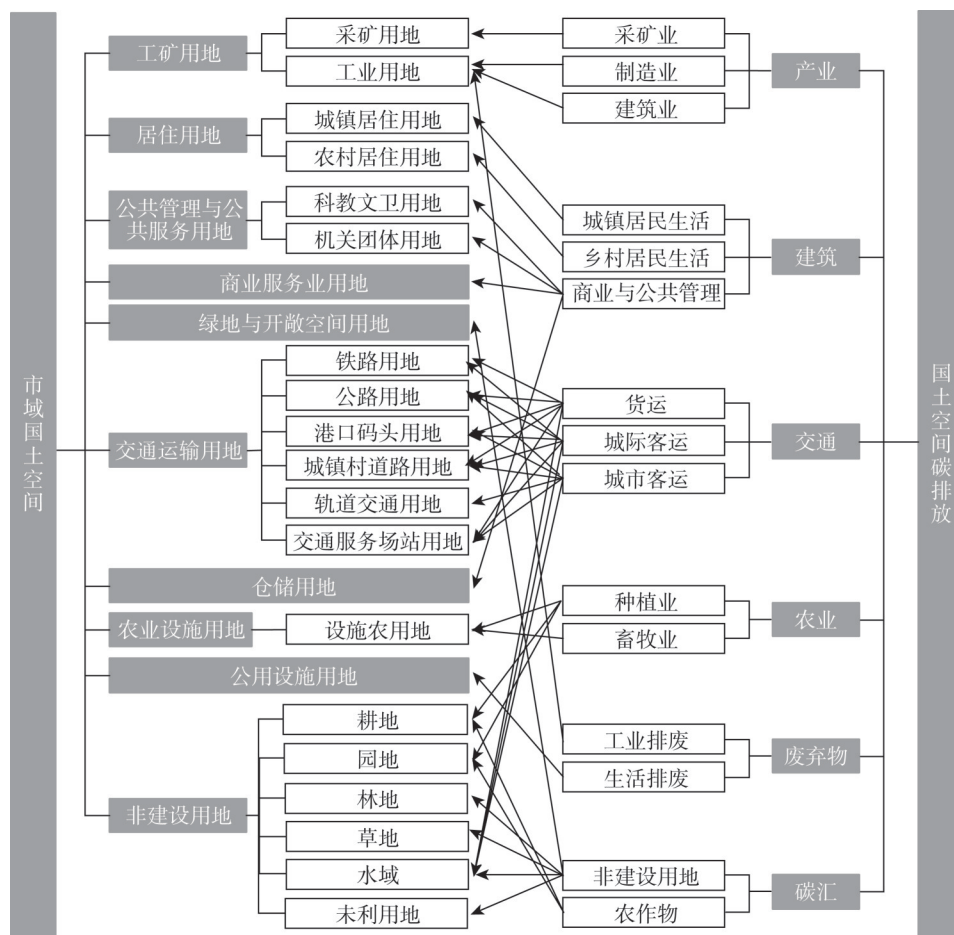 市域国土空间
工矿用地
采矿用地
工业用地
居住用地
城镇居住用地
农村居住用地
公共管理与公
共服务用地
科教文卫用地
机关团体用地
商业服务业用地
绿地与开敞空间用地
交通运输用地
铁路用地
公路用地
港口码头用地
城镇村道路用地
轨道交通用地
交通服务场站用地
仓储用地
农业设施用地
设施农用地
公用设施用地
非建设用地
耕地
园地
林地
草地
水域
未利用地
采矿业
制造业
建筑业
产业
城镇居民生活
乡村居民生活
商业与公共管理
建筑
货运
城际客运
城市客运
交通
种植业
畜牧业
农业
工业排废
生活排废
废弃物
非建设用地
农作物
碳汇
国土空间碳排放